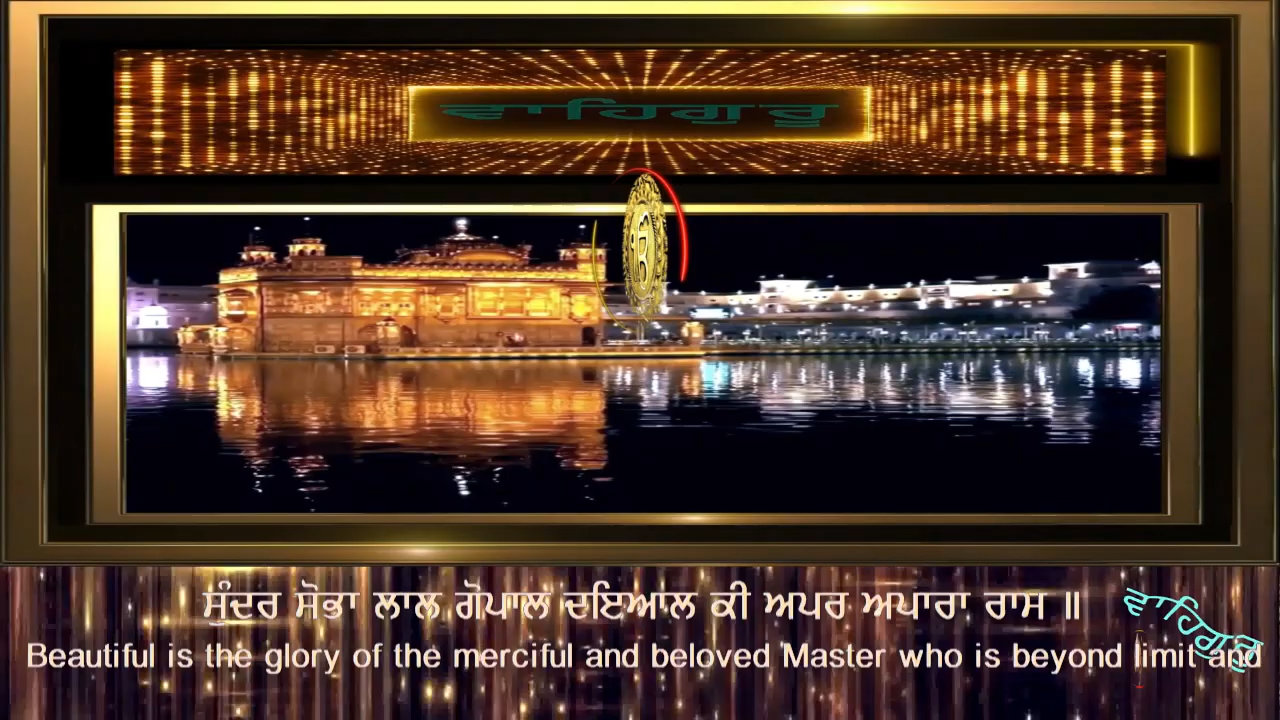 ਵਾਹਿਗੁਰੂ
ੴ
ਸੁੰਦਰ ਸੋਭਾ ਲਾਲ ਗੋਪਾਲ ਦਇਆਲ ਕੀ ਅਪਰ ਅਪਾਰਾ ਰਾਸ ॥
ਵਾਹਿਗੁਰੂ
Beautiful is the glory of the merciful and beloved Master who is beyond limit and